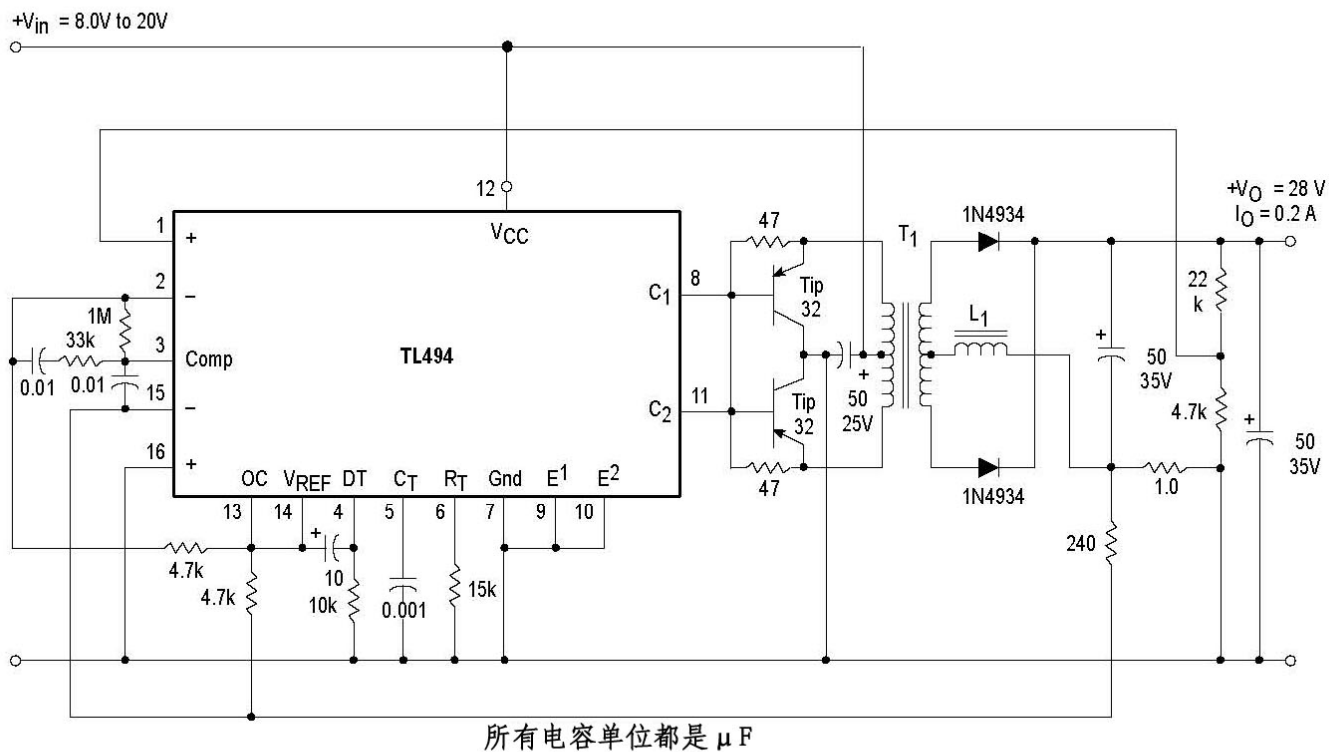 +Vin = 8.0V to 20V
+VO = 28 V
IO = 0.2 A
12
VCC
1
+
2
−
1M
33k
3
Comp
0.01
0.01
15
−
16
+
TL494
C1
8
C2
11
47
Tip
32
Tip
32
47
50
25V
T1
1N4934
L1
1N4934
50
35V
22
k
4.7k
1.0
50
35V
240
OC
VREF
DT
CT
RT
Gnd
E1
E2
13
14
4
5
6
7
9
10
4.7k
4.7k
+
10
10k
0.001
15k
+
+
+
所有电容单位都是 μF